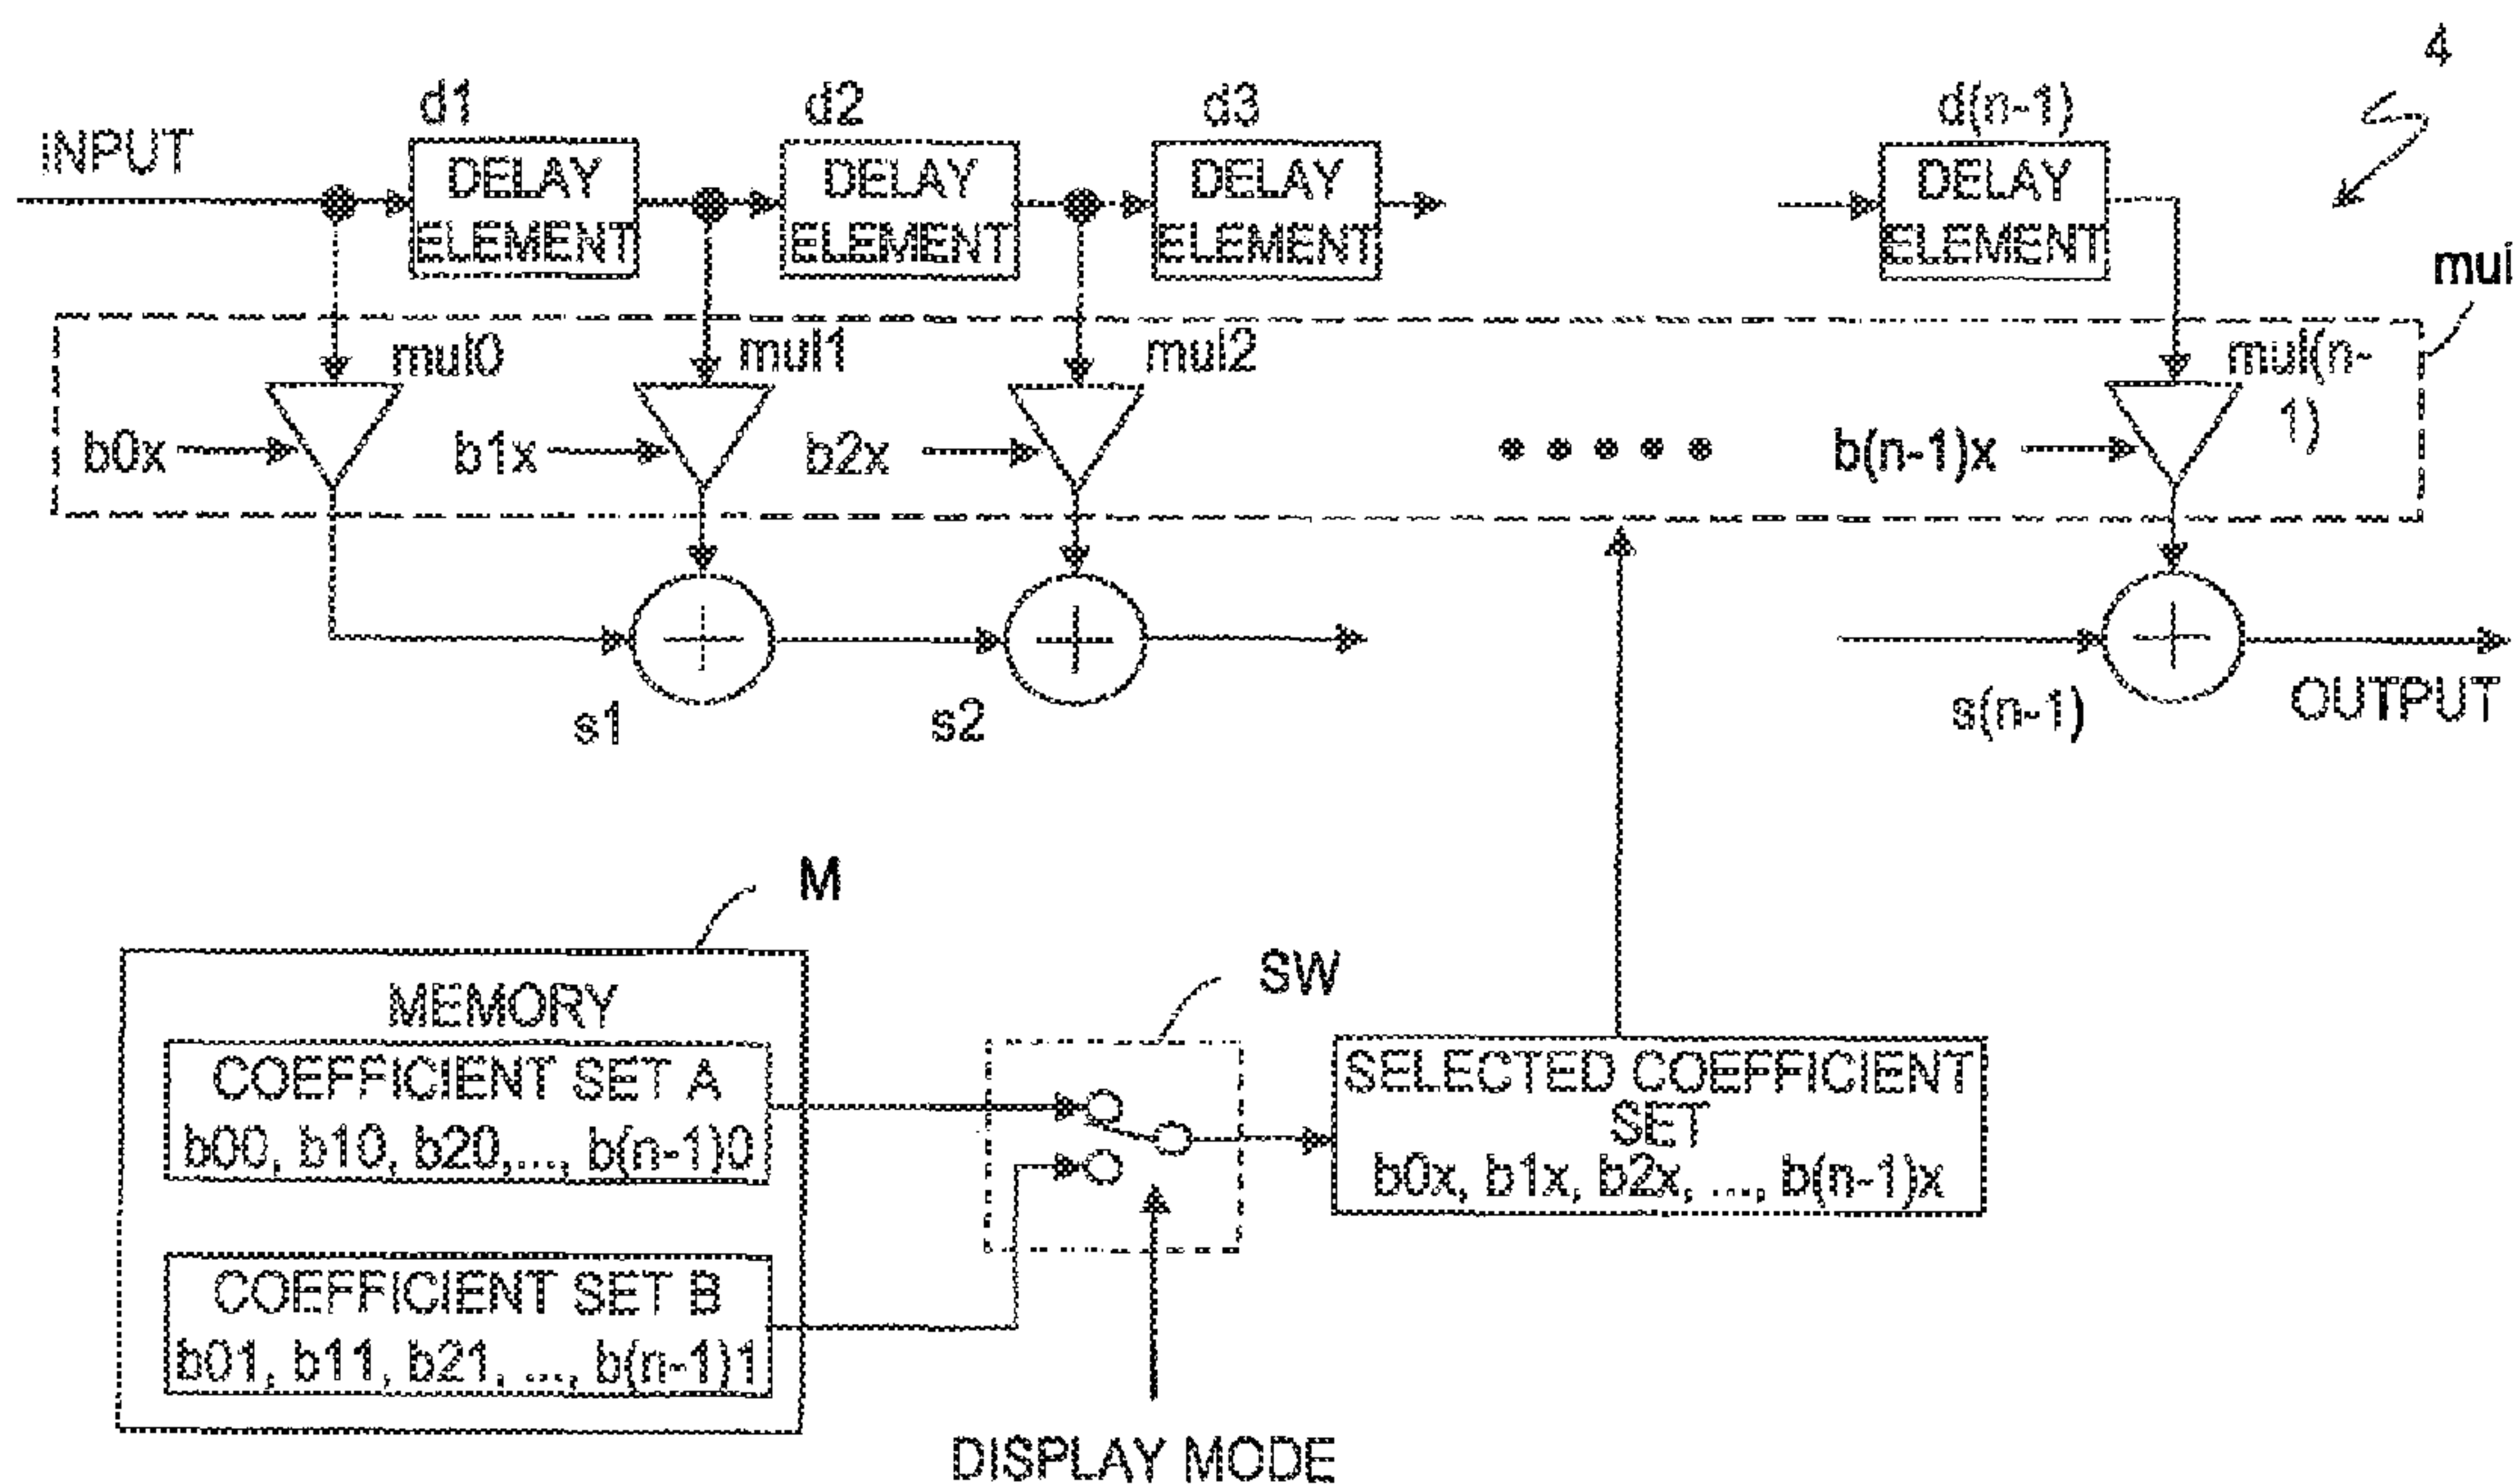 4
d1
d2
d3
d(n-1)
INPUT
DELAY
ELEMENT
DELAY
ELEMENT
DELAY
ELEMENT
DELAY
ELEMENT
mul
mul0
mul1
mul2
mul(n-
1)
b0x
b1x
b2x
b(n-1)x
s1
s2
s(n-1)
OUTPUT
M
MEMORY
COEFFICIENT SET A
b00, b10, b20,..., b(n-1)0
COEFFICIENT SET B
b01, b11, b21, ..., b(n-1)1
SW
DISPLAY MODE
SELECTED COEFFICIENT
SET
b0x, b1x, b2x, ..., b(n-1)x